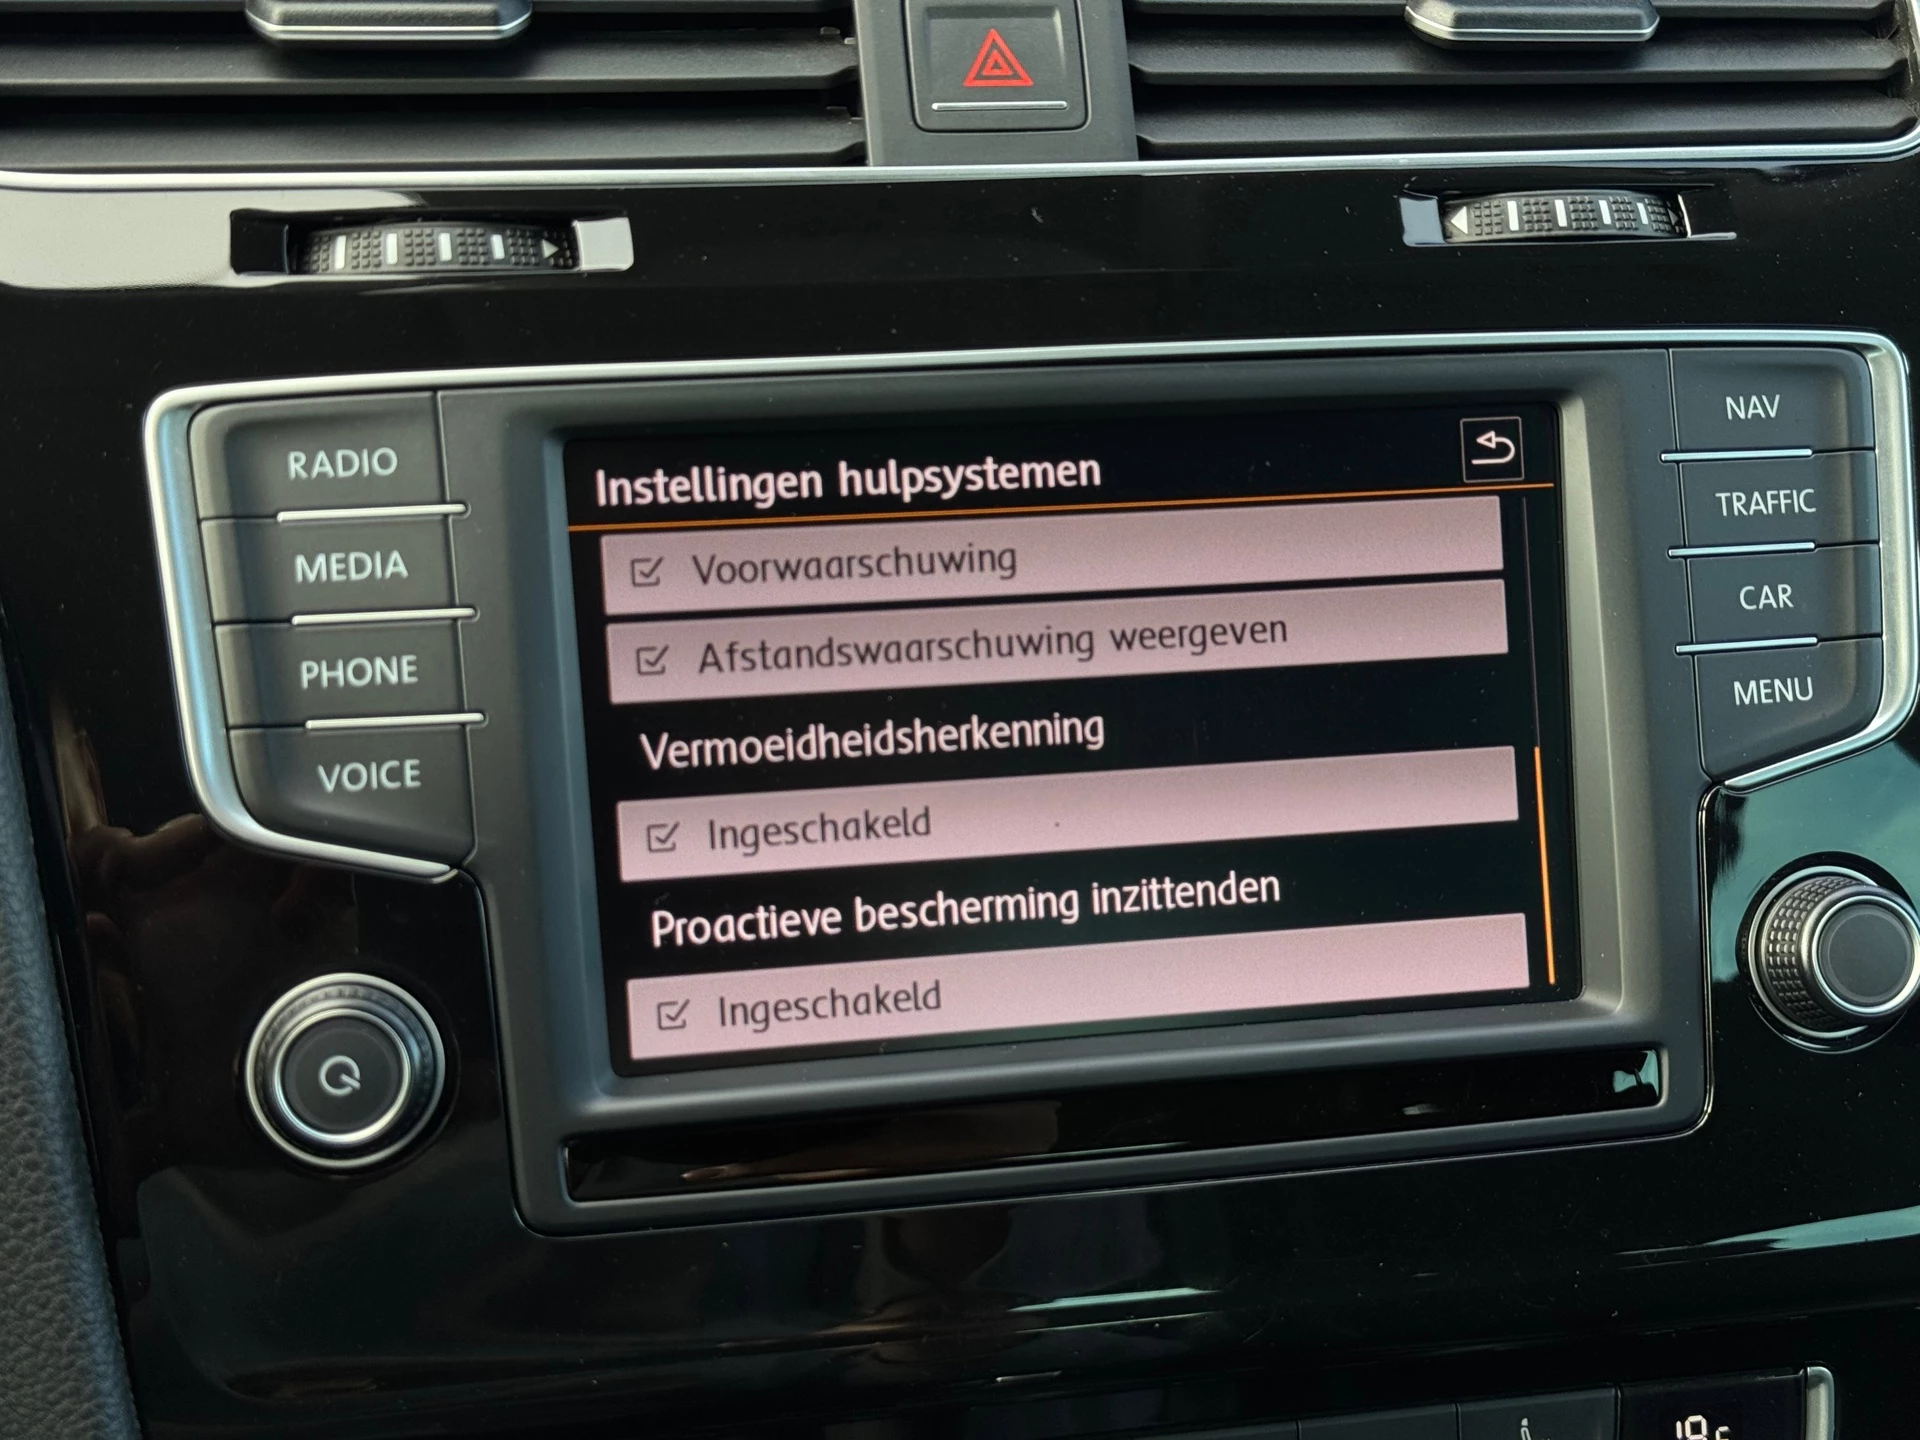 RADIO
MEDIA
PHONE
VOICE
Instellingen hulpsystemen
Voorwaarschuwing
Afstandswaarschuwing weergeven
Vermoeidheidsherkenning
Ingeschakeld
Proactieve bescherming inzittenden
Ingeschakeld
NAV
TRAFFIC
CAR
MENU